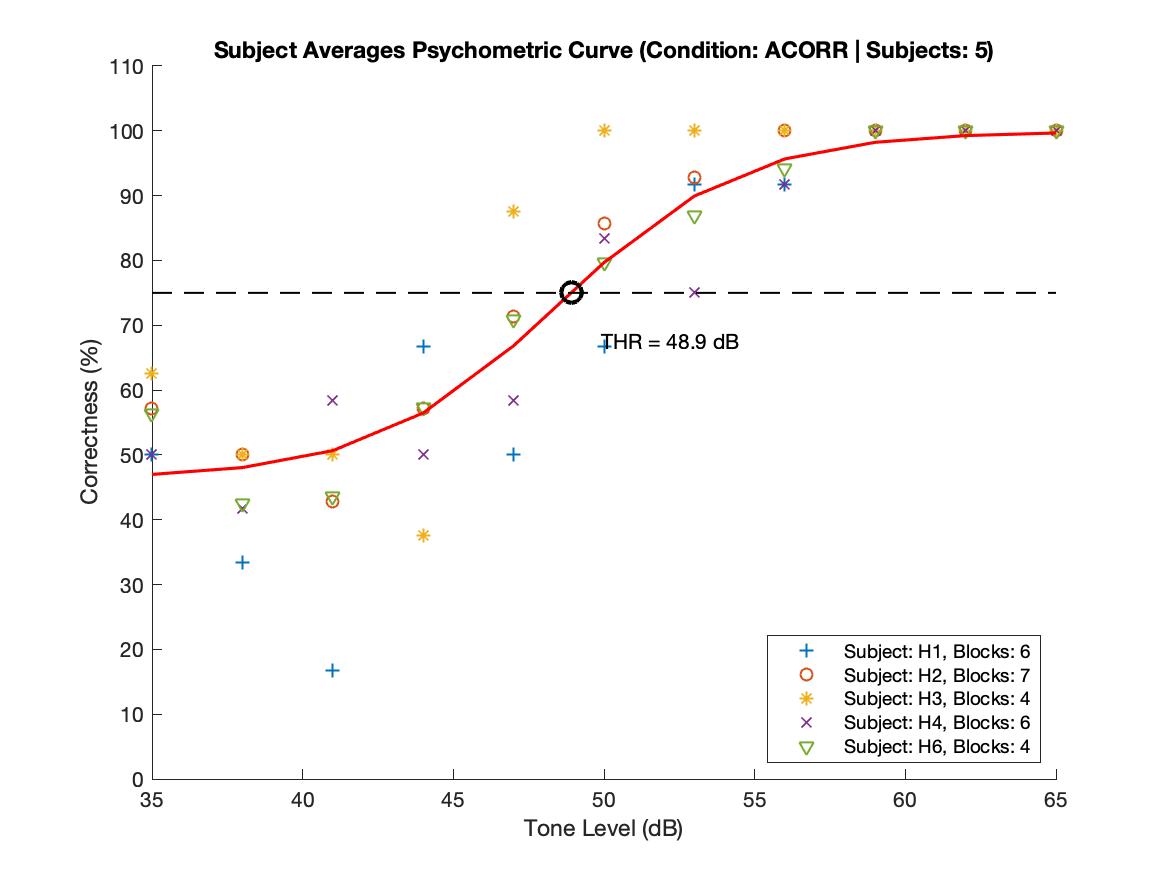 Subject Averages Psychometric Curve (Condition: ACORR | Subjects: 5)
110
100
90
80
70
60
50
40
30
20
10
0
Correctness (%)
THR = 48.9 dB
Subject: H1, Blocks: 6
Subject: H2, Blocks: 7
Subject: H3, Blocks: 4
Subject: H4, Blocks: 6
Subject: H6, Blocks: 4
35 40 45 50 55 60 65
Tone Level (dB)